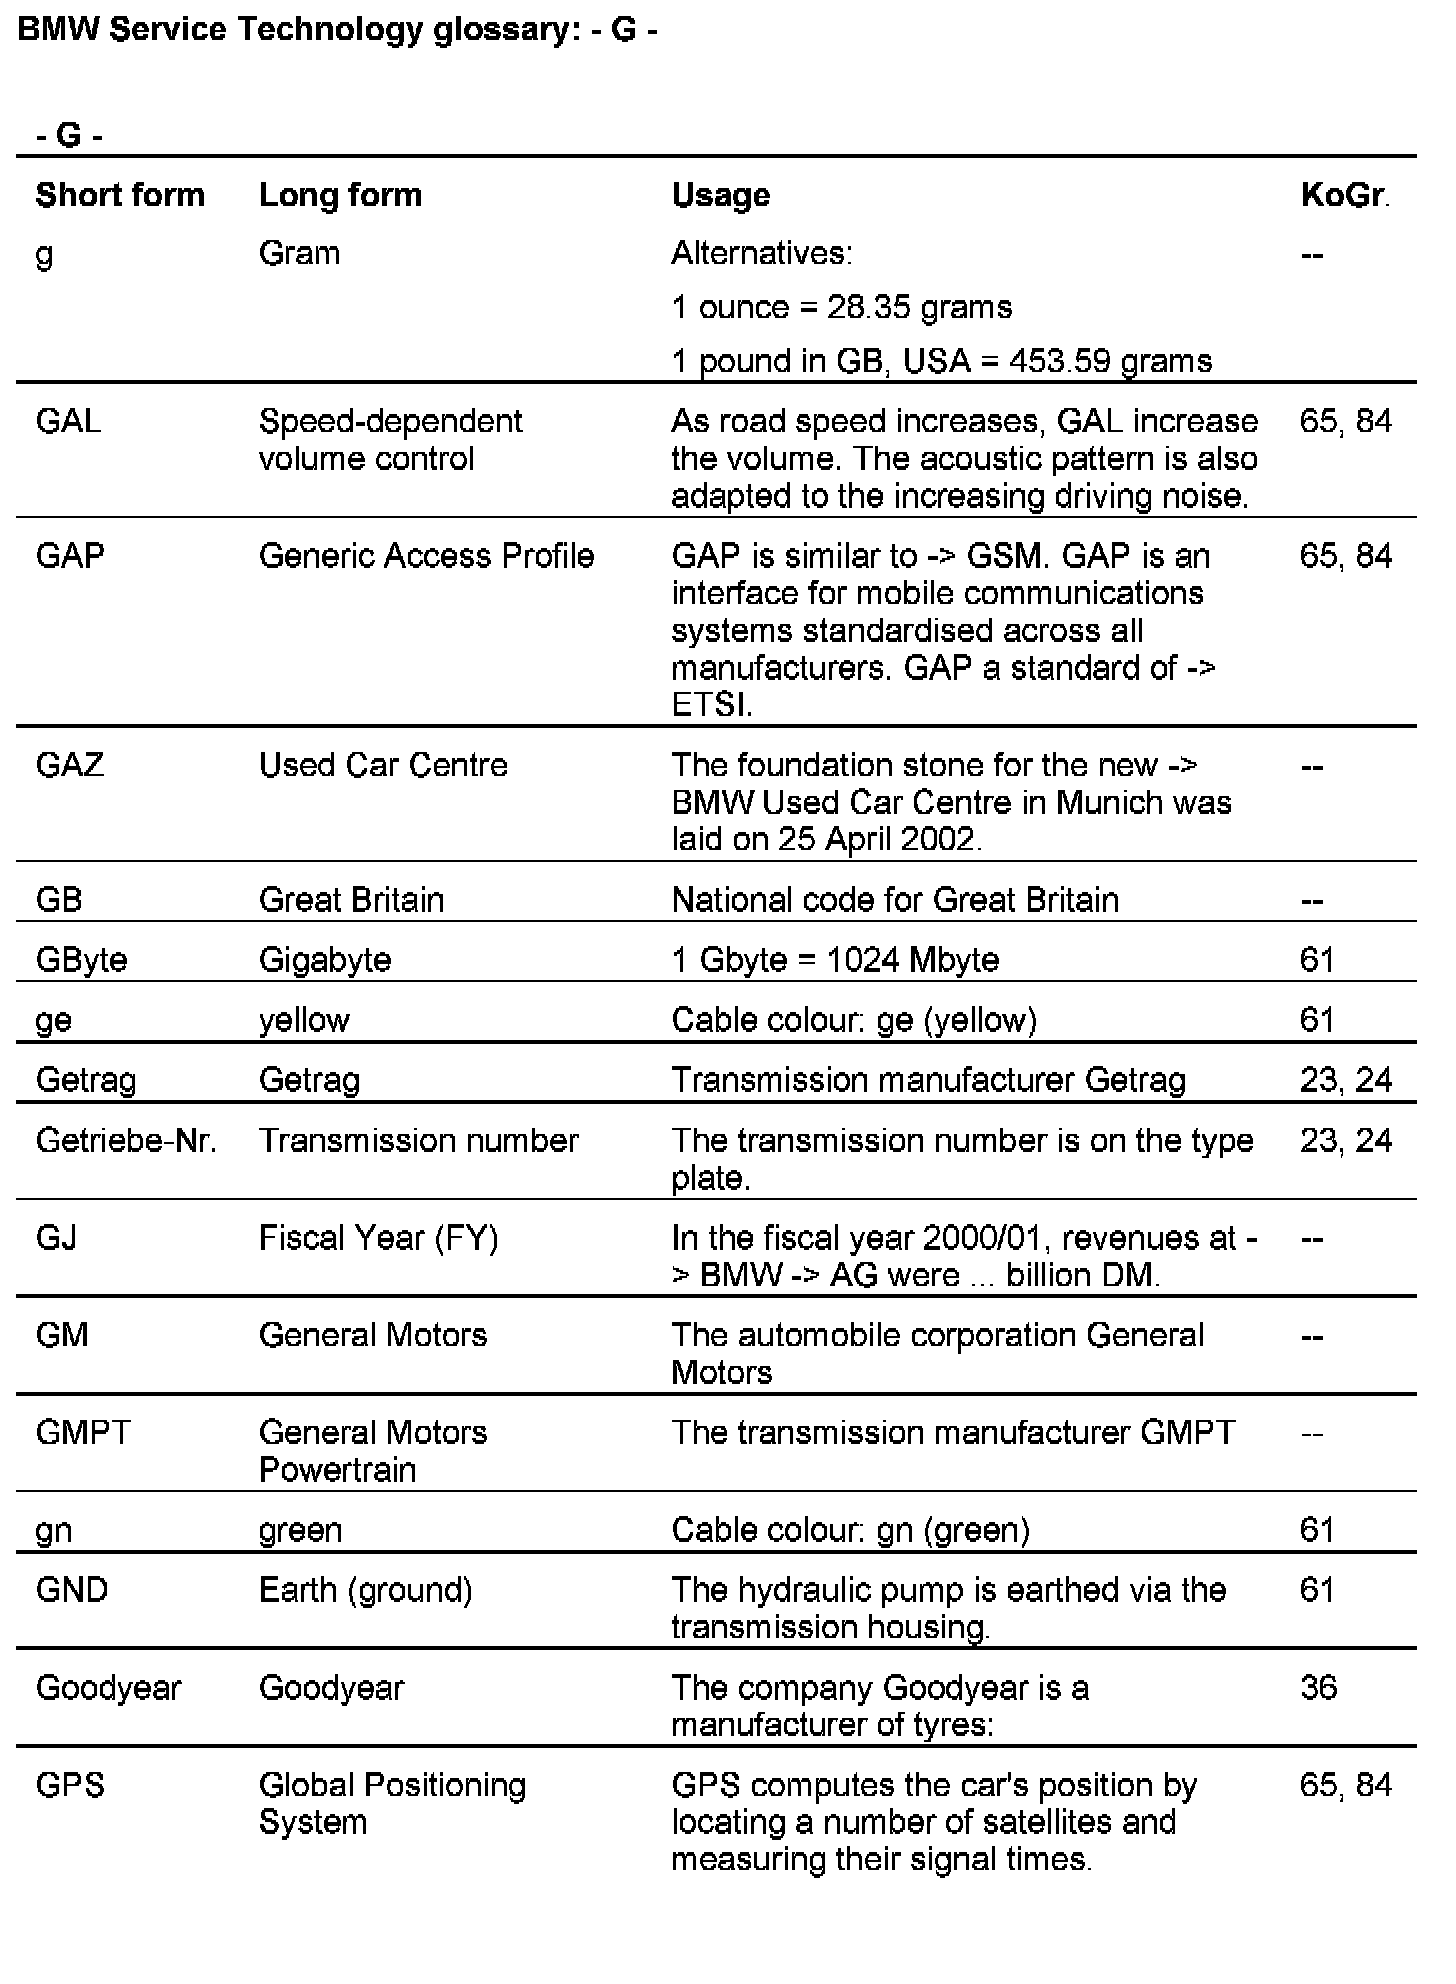 BMW Service Technology glossary: - G -
- G -
Short form Long form Usage KoGr.
g Gram Alternatives: --
1 ounce = 28.35 grams
1 pound in GB, USA = 453.59 grams
GAL Speed-dependent As road speed increases, GAL increase 65, 84
volume control the volume. The acoustic pattern is also
adapted to the increasing driving noise.
GAP Generic Access Profile GAP is similar to -> GSM. GAP is an 65, 84
interface for mobile communications
systems standardised across all
manufacturers. GAP a standard of ->
ETSI.
GAZ Used Car Centre The foundation stone for the new -> --
BMW Used Car Centre in Munich was
laid on 25 April 2002.
GB Great Britain National code for Great Britain --
GByte Gigabyte 1 Gbyte = 1024 Mbyte 61
ge yellow Cable colour: ge (yellow) 61
Getrag Getrag Transmission manufacturer Getrag 23, 24
Getriebe-Nr. Transmission number The transmission number is on the type 23, 24
plate.
GJ Fiscal Year (FY) In the fiscal year 2000/01, revenues at - --
> BMW -> AG were ... billion DM.
GM General Motors The automobile corporation General --
Motors
GMPT General Motors The transmission manufacturer GMPT --
Powertrain
gn green Cable colour: gn (green) 61
GND Earth (ground) The hydraulic pump is earthed via the 61
transmission housing.
Goodyear Goodyear The company Goodyear is a 36
manufacturer of tyres:
GPS Global Positioning GPS computes the car's position by 65, 84
System locating a number of satellites and
measuring their signal times.